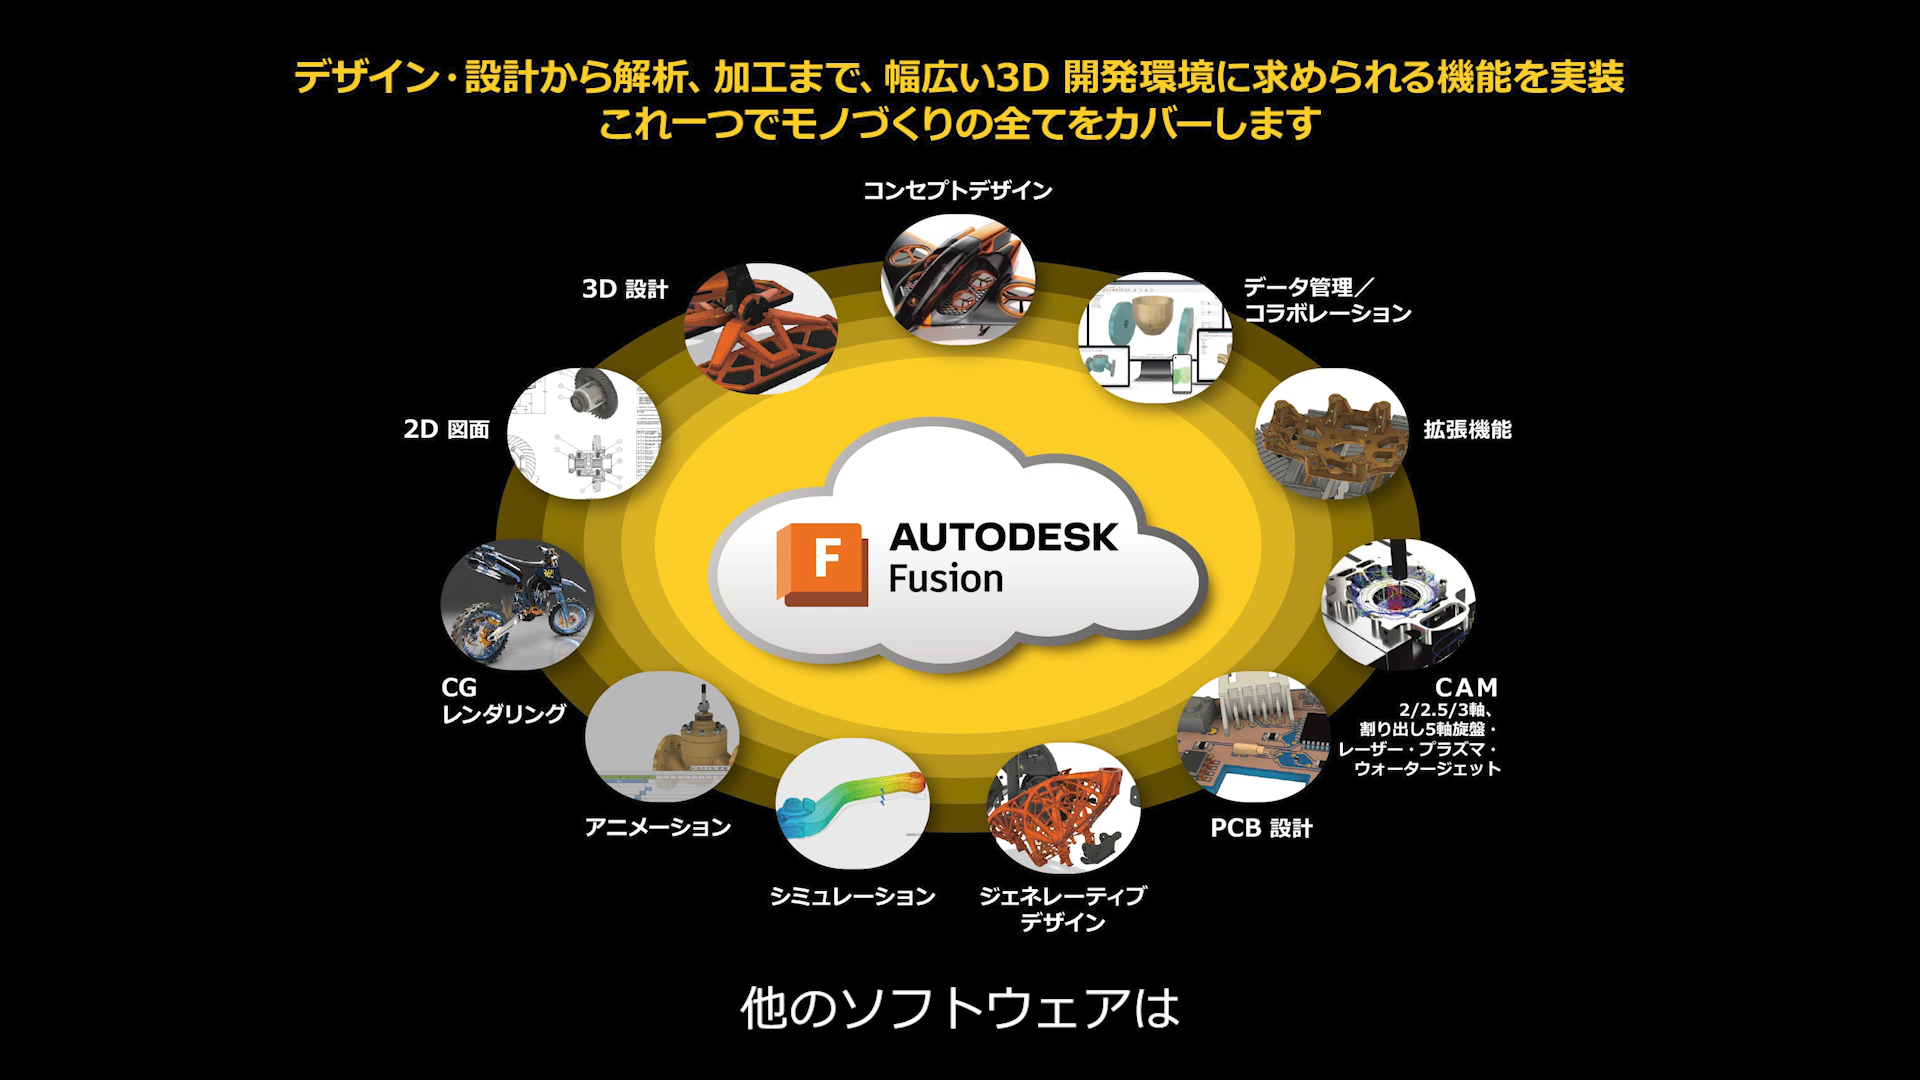 デザイン・設計から解析、加工まで、幅広い3D 開発環境に求められる機能を実装
これ一つでモノづくりの全てをカバーします
コンセプトデザイン
3D 設計
データ管理／
コラボレーション
2D 図面
拡張機能
F
AUTODESK
Fusion
CG
レンダリング
CAM
2/2.5/3軸、
割り出し5軸旋盤・
レーザー・プラズマ・
ウォータージェット
アニメーション
PCB 設計
シミュレーション
ジェネレーティブ
デザイン
他のソフトウェアは